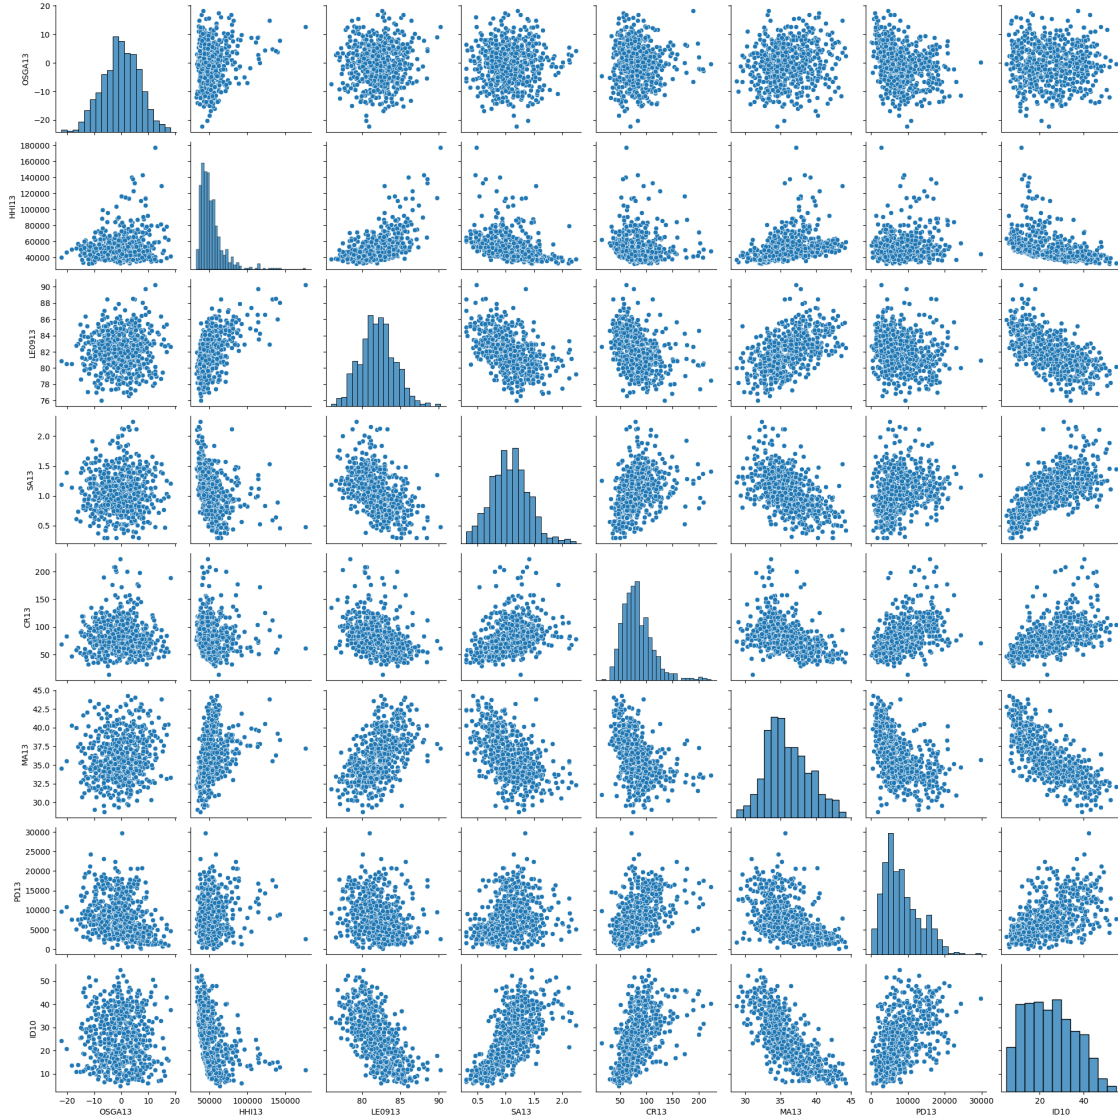 20
10
0
−10
−20
OSGA13
180000
160000
140000
120000
100000
80000
60000
40000
HHI13
90
88
86
84
82
80
78
76
LE0913
2.0
1.5
1.0
0.5
SA13
200
150
100
50
CR13
45.0
42.5
40.0
37.5
35.0
32.5
30.0
MA13
30000
25000
20000
15000
10000
5000
0
PD13
50
40
30
20
10
ID10
−20 −10 0 10 20
OSGA13
50000 100000 150000
HHI13
80 85 90
LE0913
0.5 1.0 1.5 2.0
SA13
50 100 150 200
CR13
30 35 40 45
MA13
0 10000 20000 30000
PD13
20 40
ID10